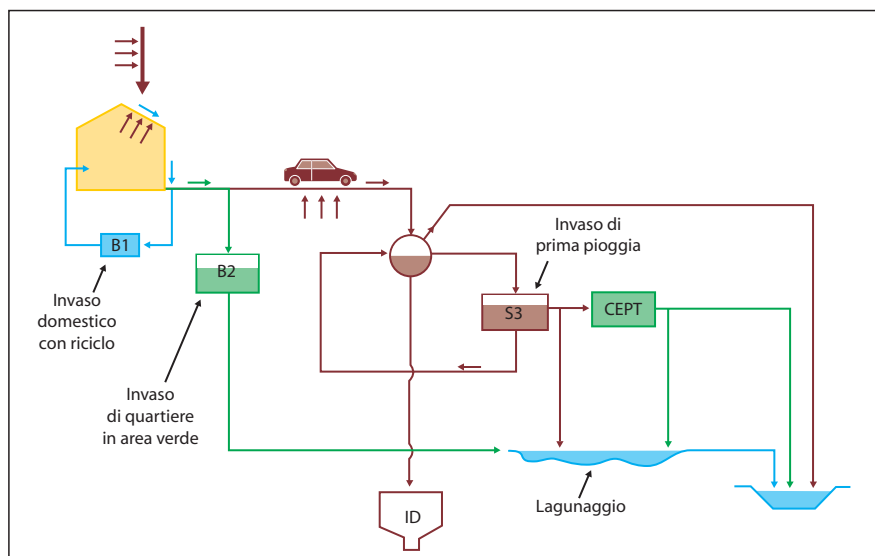 B1
Invaso
domestico
con riciclo
B2
Invaso
di quartiere
in area verde
Invaso di
prima pioggia
S3
CEPT
Lagunaggio
ID